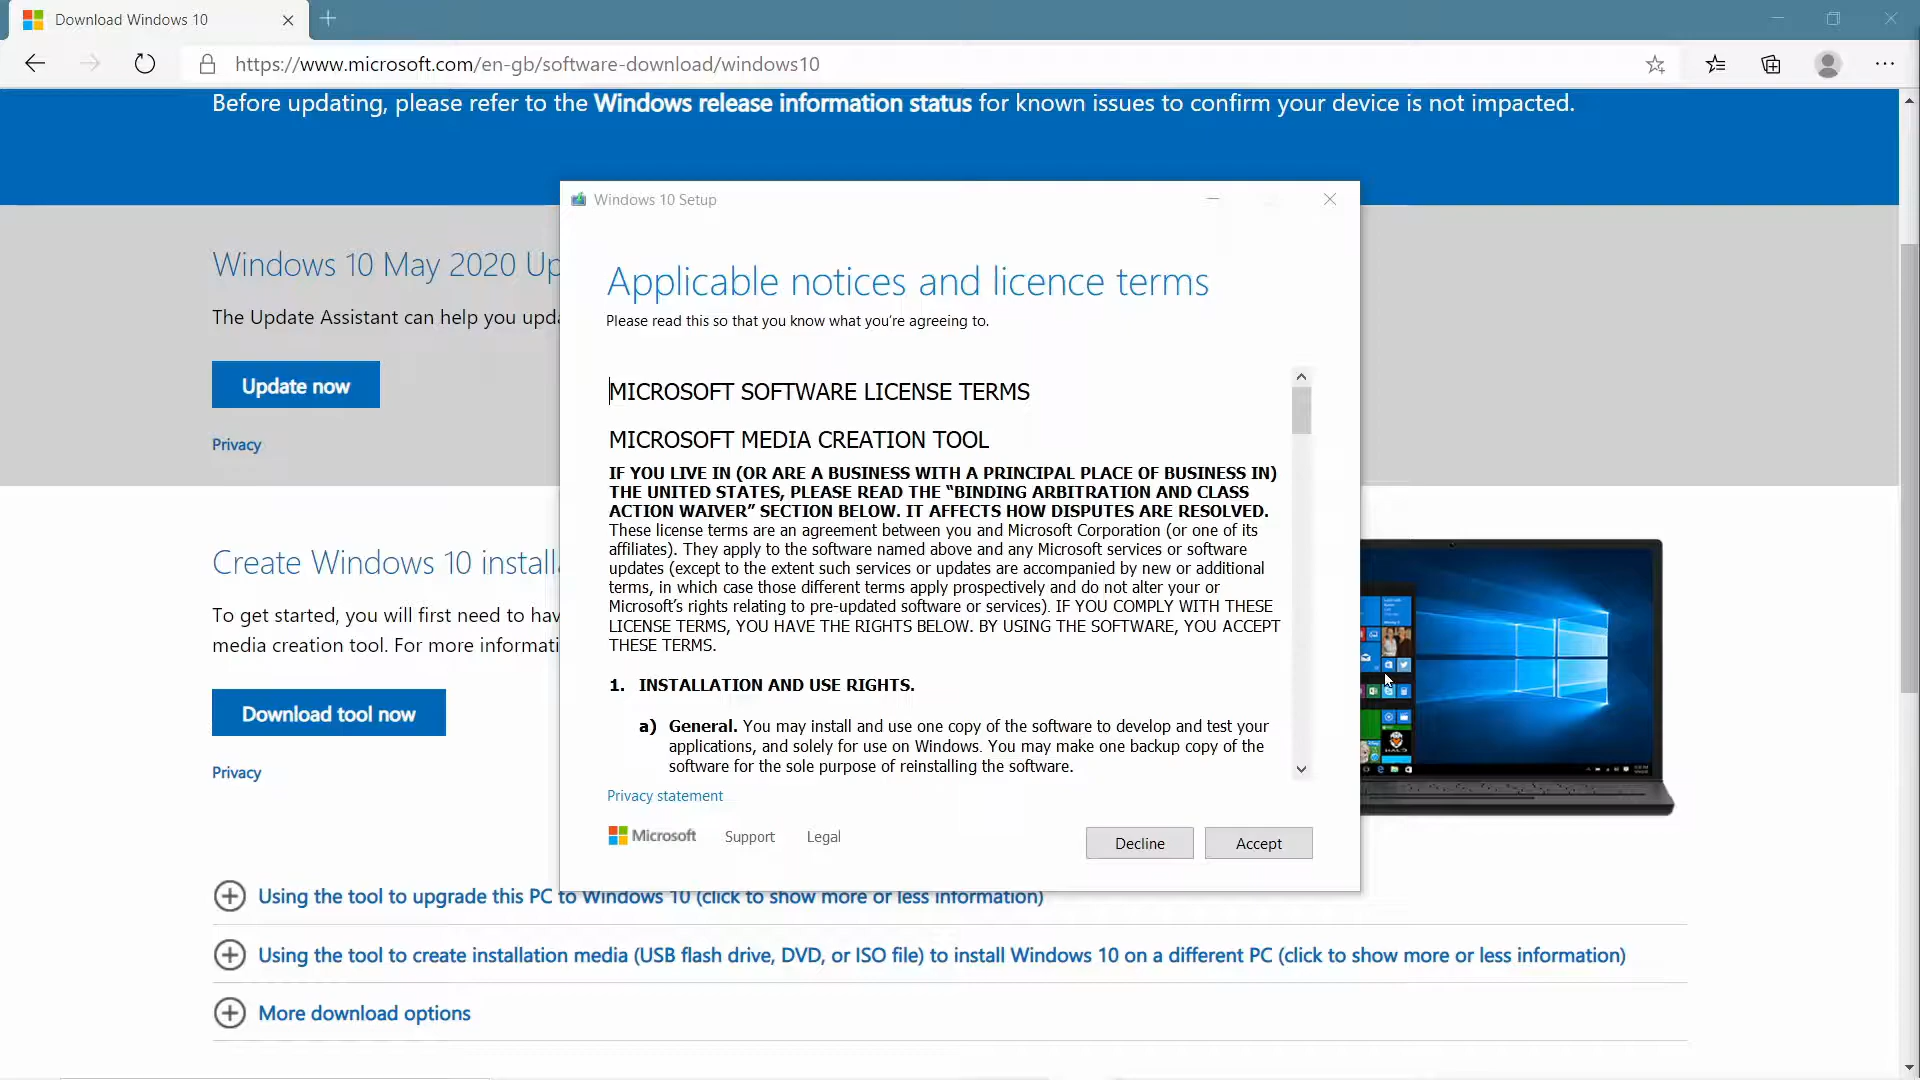 Download Windows 10
https://www.microsoft.com/en-gb/software-download/windows10
Before updating, please refer to the Windows release information status for known issues to confirm your device is not impacted.
Windows 10 May 2020 Up
The Update Assistant can help you upda
Update now
Privacy
Create Windows 10 install
To get started, you will first need to hav
media creation tool. For more informati
Download tool now
Privacy
Windows 10 Setup
Applicable notices and licence terms
Please read this so that you know what you're agreeing to.
MICROSOFT SOFTWARE LICENSE TERMS
MICROSOFT MEDIA CREATION TOOL
IF YOU LIVE IN (OR ARE A BUSINESS WITH A PRINCIPAL PLACE OF BUSINESS IN)
THE UNITED STATES, PLEASE READ THE “BINDING ARBITRATION AND CLASS
ACTION WAIVER” SECTION BELOW. IT AFFECTS HOW DISPUTES ARE RESOLVED.
These license terms are an agreement between you and Microsoft Corporation (or one of its
affiliates). They apply to the software named above and any Microsoft services or software
updates (except to the extent such services or updates are accompanied by new or additional
terms, in which case those different terms apply prospectively and do not alter your or
Microsoft’s rights relating to pre-updated software or services). IF YOU COMPLY WITH THESE
LICENSE TERMS, YOU HAVE THE RIGHTS BELOW. BY USING THE SOFTWARE, YOU ACCEPT
THESE TERMS.
1. INSTALLATION AND USE RIGHTS.
a) General. You may install and use one copy of the software to develop and test your
applications, and solely for use on Windows. You may make one backup copy of the
software for the sole purpose of reinstalling the software.
Privacy statement
Microsoft Support Legal
Decline Accept
Using the tool to upgrade this PC to Windows 10 (click to show more or less information)
Using the tool to create installation media (USB flash drive, DVD, or ISO file) to install Windows 10 on a different PC (click to show more or less information)
More download options